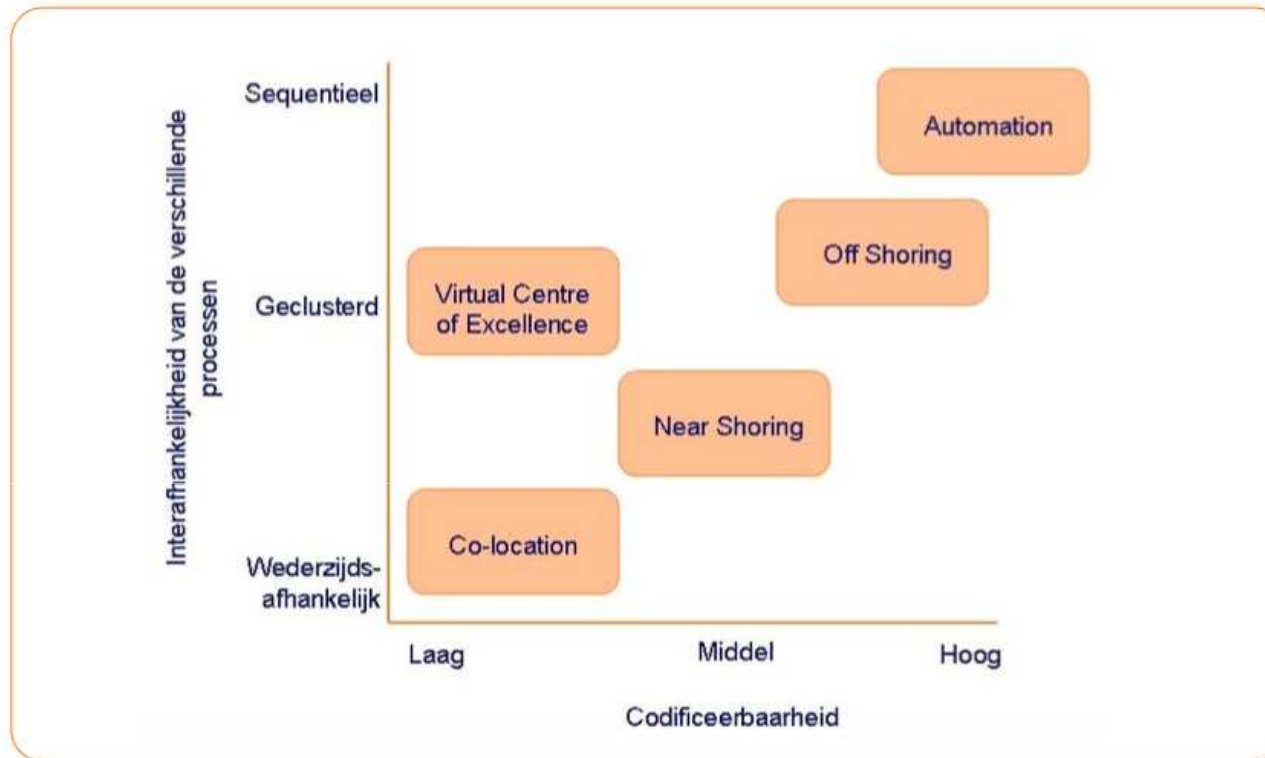 Interafhankelijkheid van de verschillende
processen
Sequentieel
Geclusterd
Wederzijds-
afhankelijk
Automation
Off Shoring
Virtual Centre
of Excellence
Near Shoring
Co-location
Laag
Middel
Hoog
Codificeerbaarheid